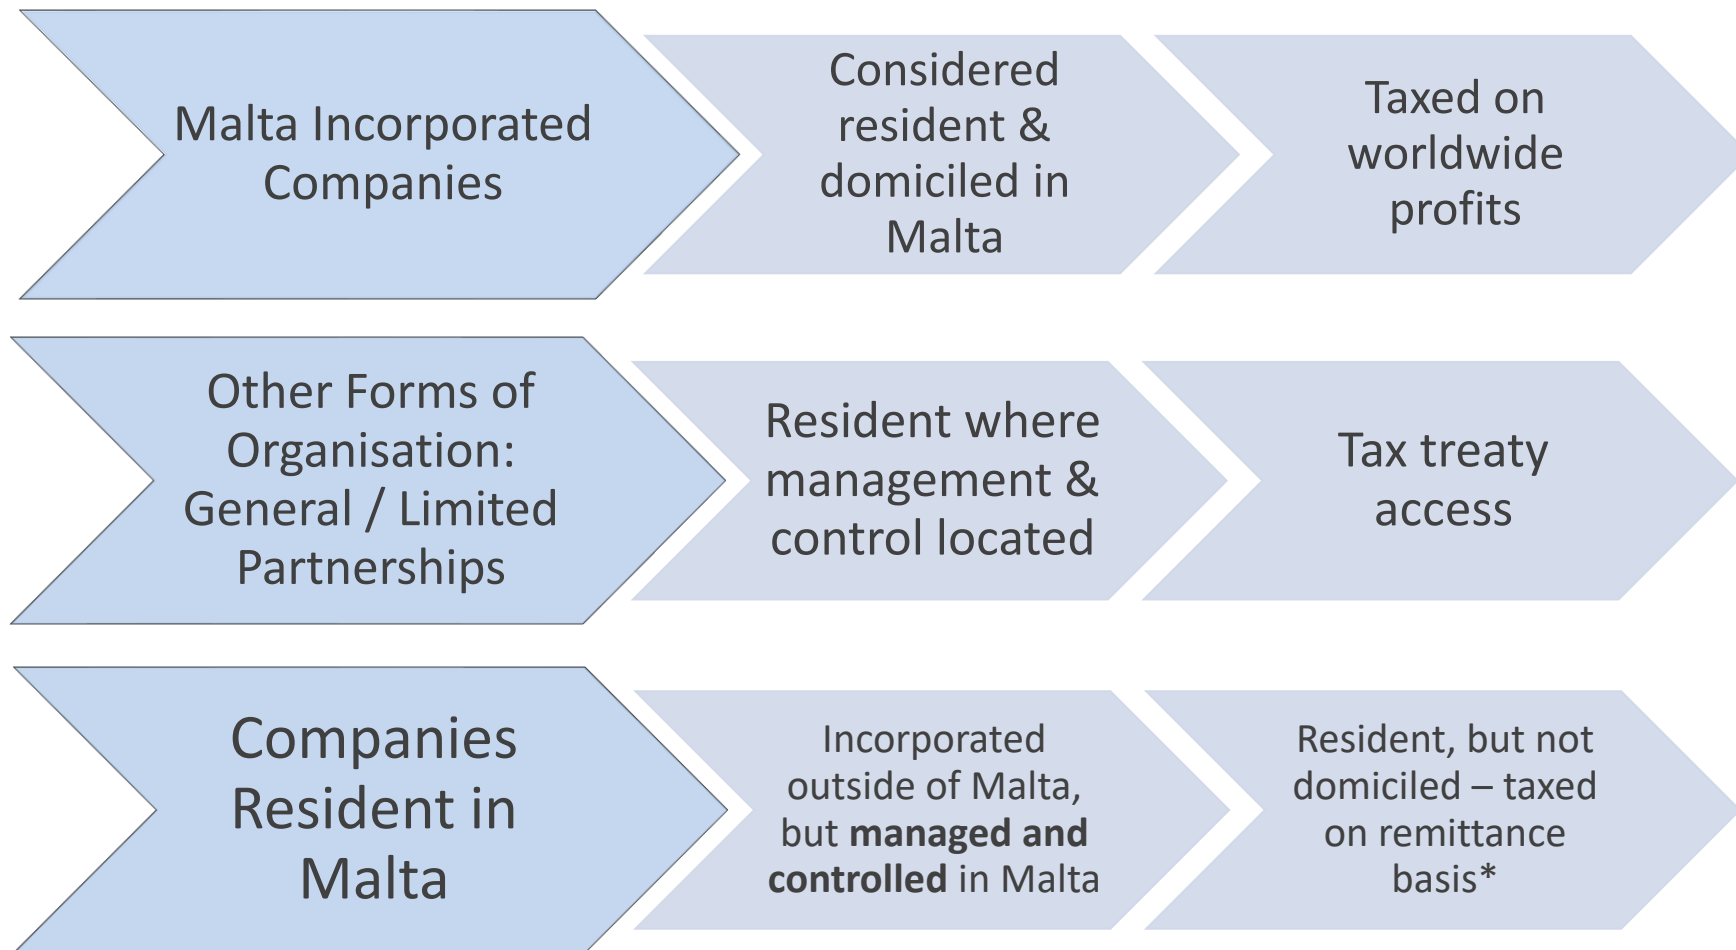 Malta Incorporated
Companies
Considered
resident &
domiciled in
Malta
Taxed on
worldwide
profits
Other Forms of
Organisation:
General / Limited
Partnerships
Resident where
management &
control located
Tax treaty
access
Companies
Resident in
Malta
Incorporated
outside of Malta,
but managed and
controlled in Malta
Resident, but not
domiciled – taxed
on remittance
basis*